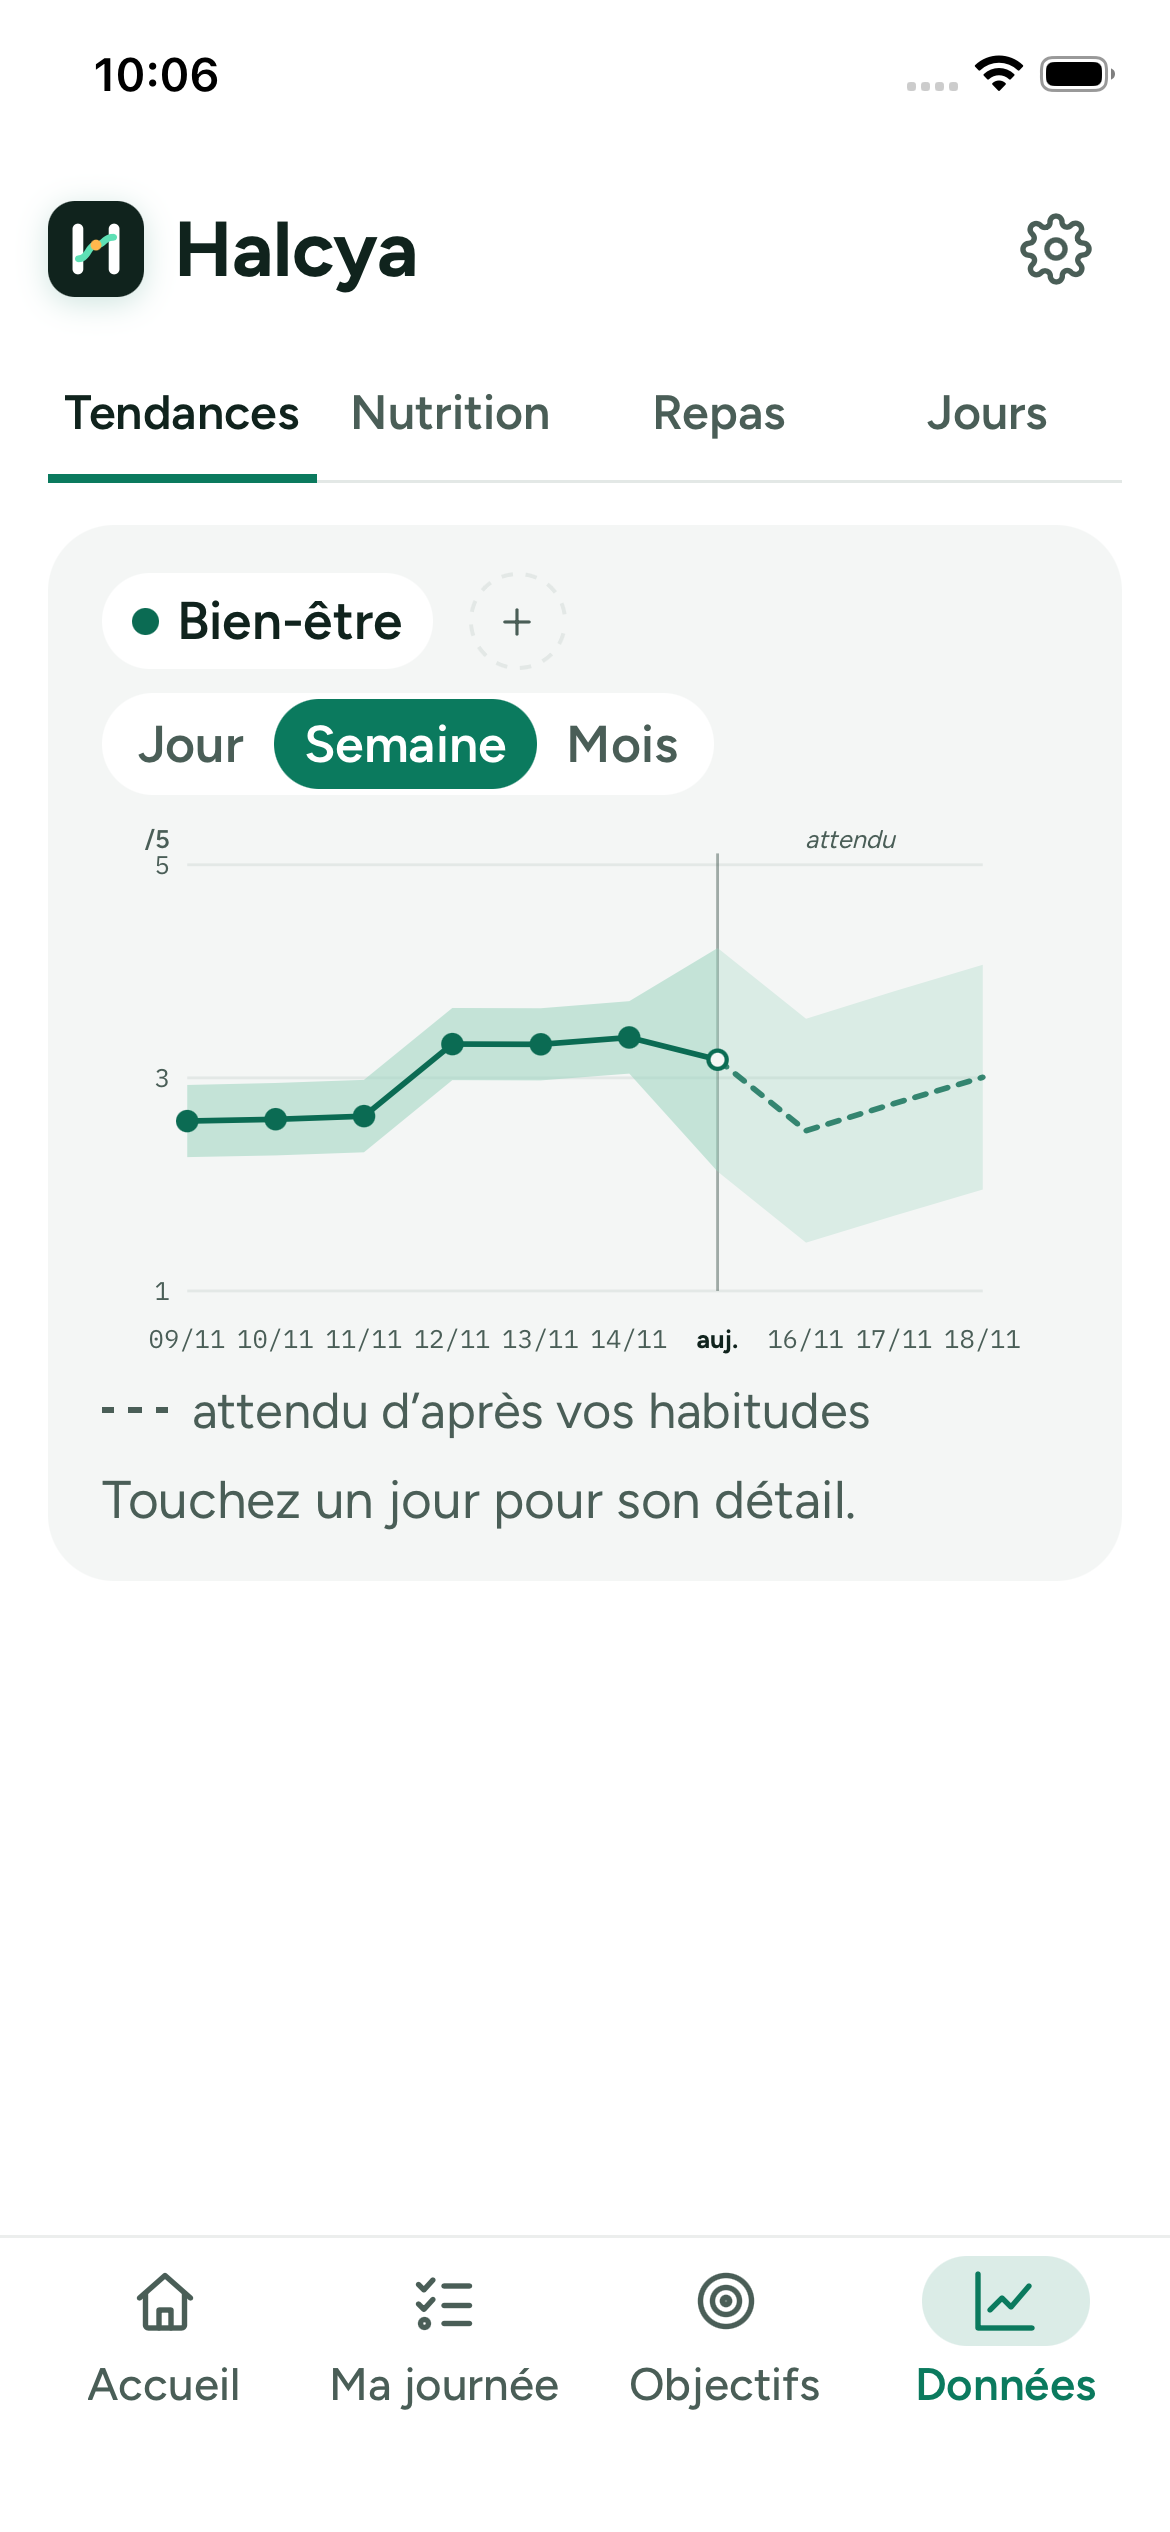 10:06
Halcya
Tendances Nutrition Repas Jours
Bien-être +
Jour Semaine Mois
/5 attendu
5
3
1
09/11 10/11 11/11 12/11 13/11 14/11 auj. 16/11 17/11 18/11
attendu d’après vos habitudes
Touchez un jour pour son détail.
Accueil Ma journée Objectifs Données